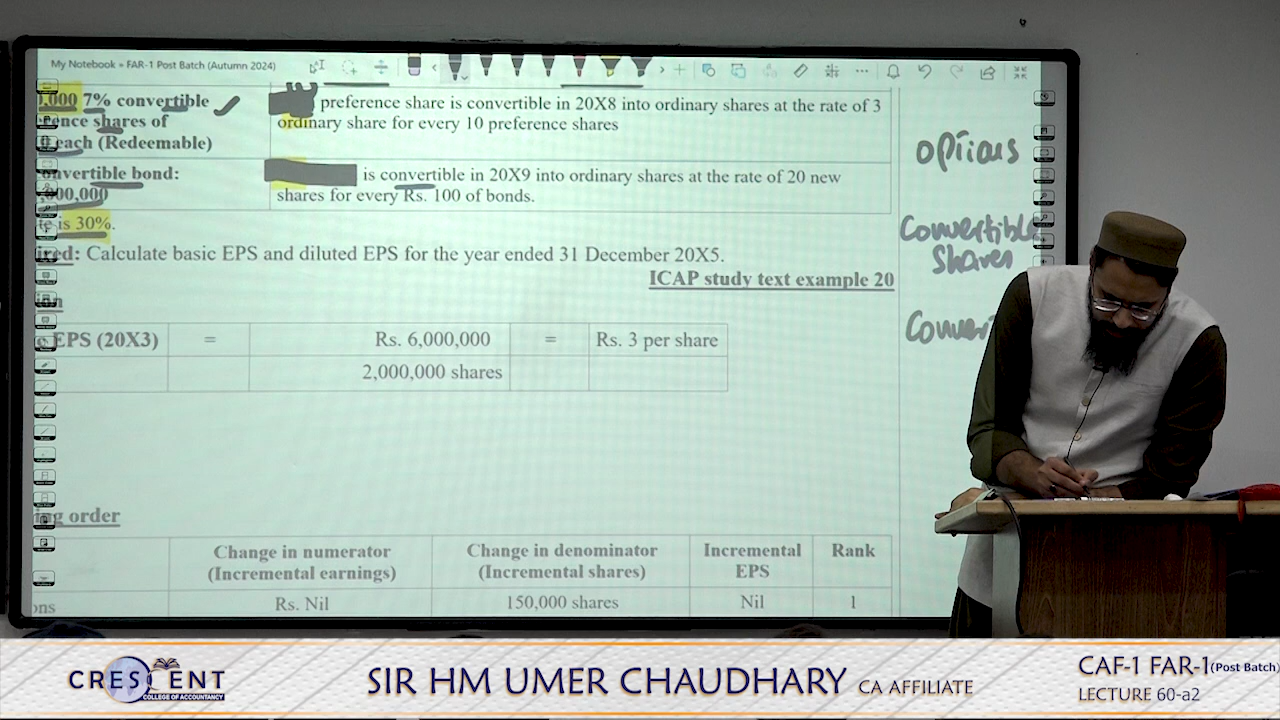 My Notebook » FAR-1 Post Batch (Autumn 2024)
0,000 7% convertible
preference share is convertible in 20X8 into ordinary shares at the rate of 3
ence shares of
ordinary share for every 10 preference shares
each (Redeemable)
onvertible bond:
is convertible in 20X9 into ordinary shares at the rate of 20 new
,000,000
shares for every Rs. 100 of bonds.
te is 30%.
ired: Calculate basic EPS and diluted EPS for the year ended 31 December 20X5.
ICAP study text example 20
EPS (20X3) = Rs. 6,000,000 = Rs. 3 per share
2,000,000 shares
ng order
Change in numerator
(Incremental earnings)
Change in denominator
(Incremental shares)
Incremental
EPS
Rank
ons Rs. Nil 150,000 shares Nil 1
options
Convertible
Shares
Conver
CRESCENT
COLLEGE OF ACCOUNTANCY
SIR HM UMER CHAUDHARY CA AFFILIATE
CAF-1 FAR-1(Post Batch)
LECTURE 60-a2